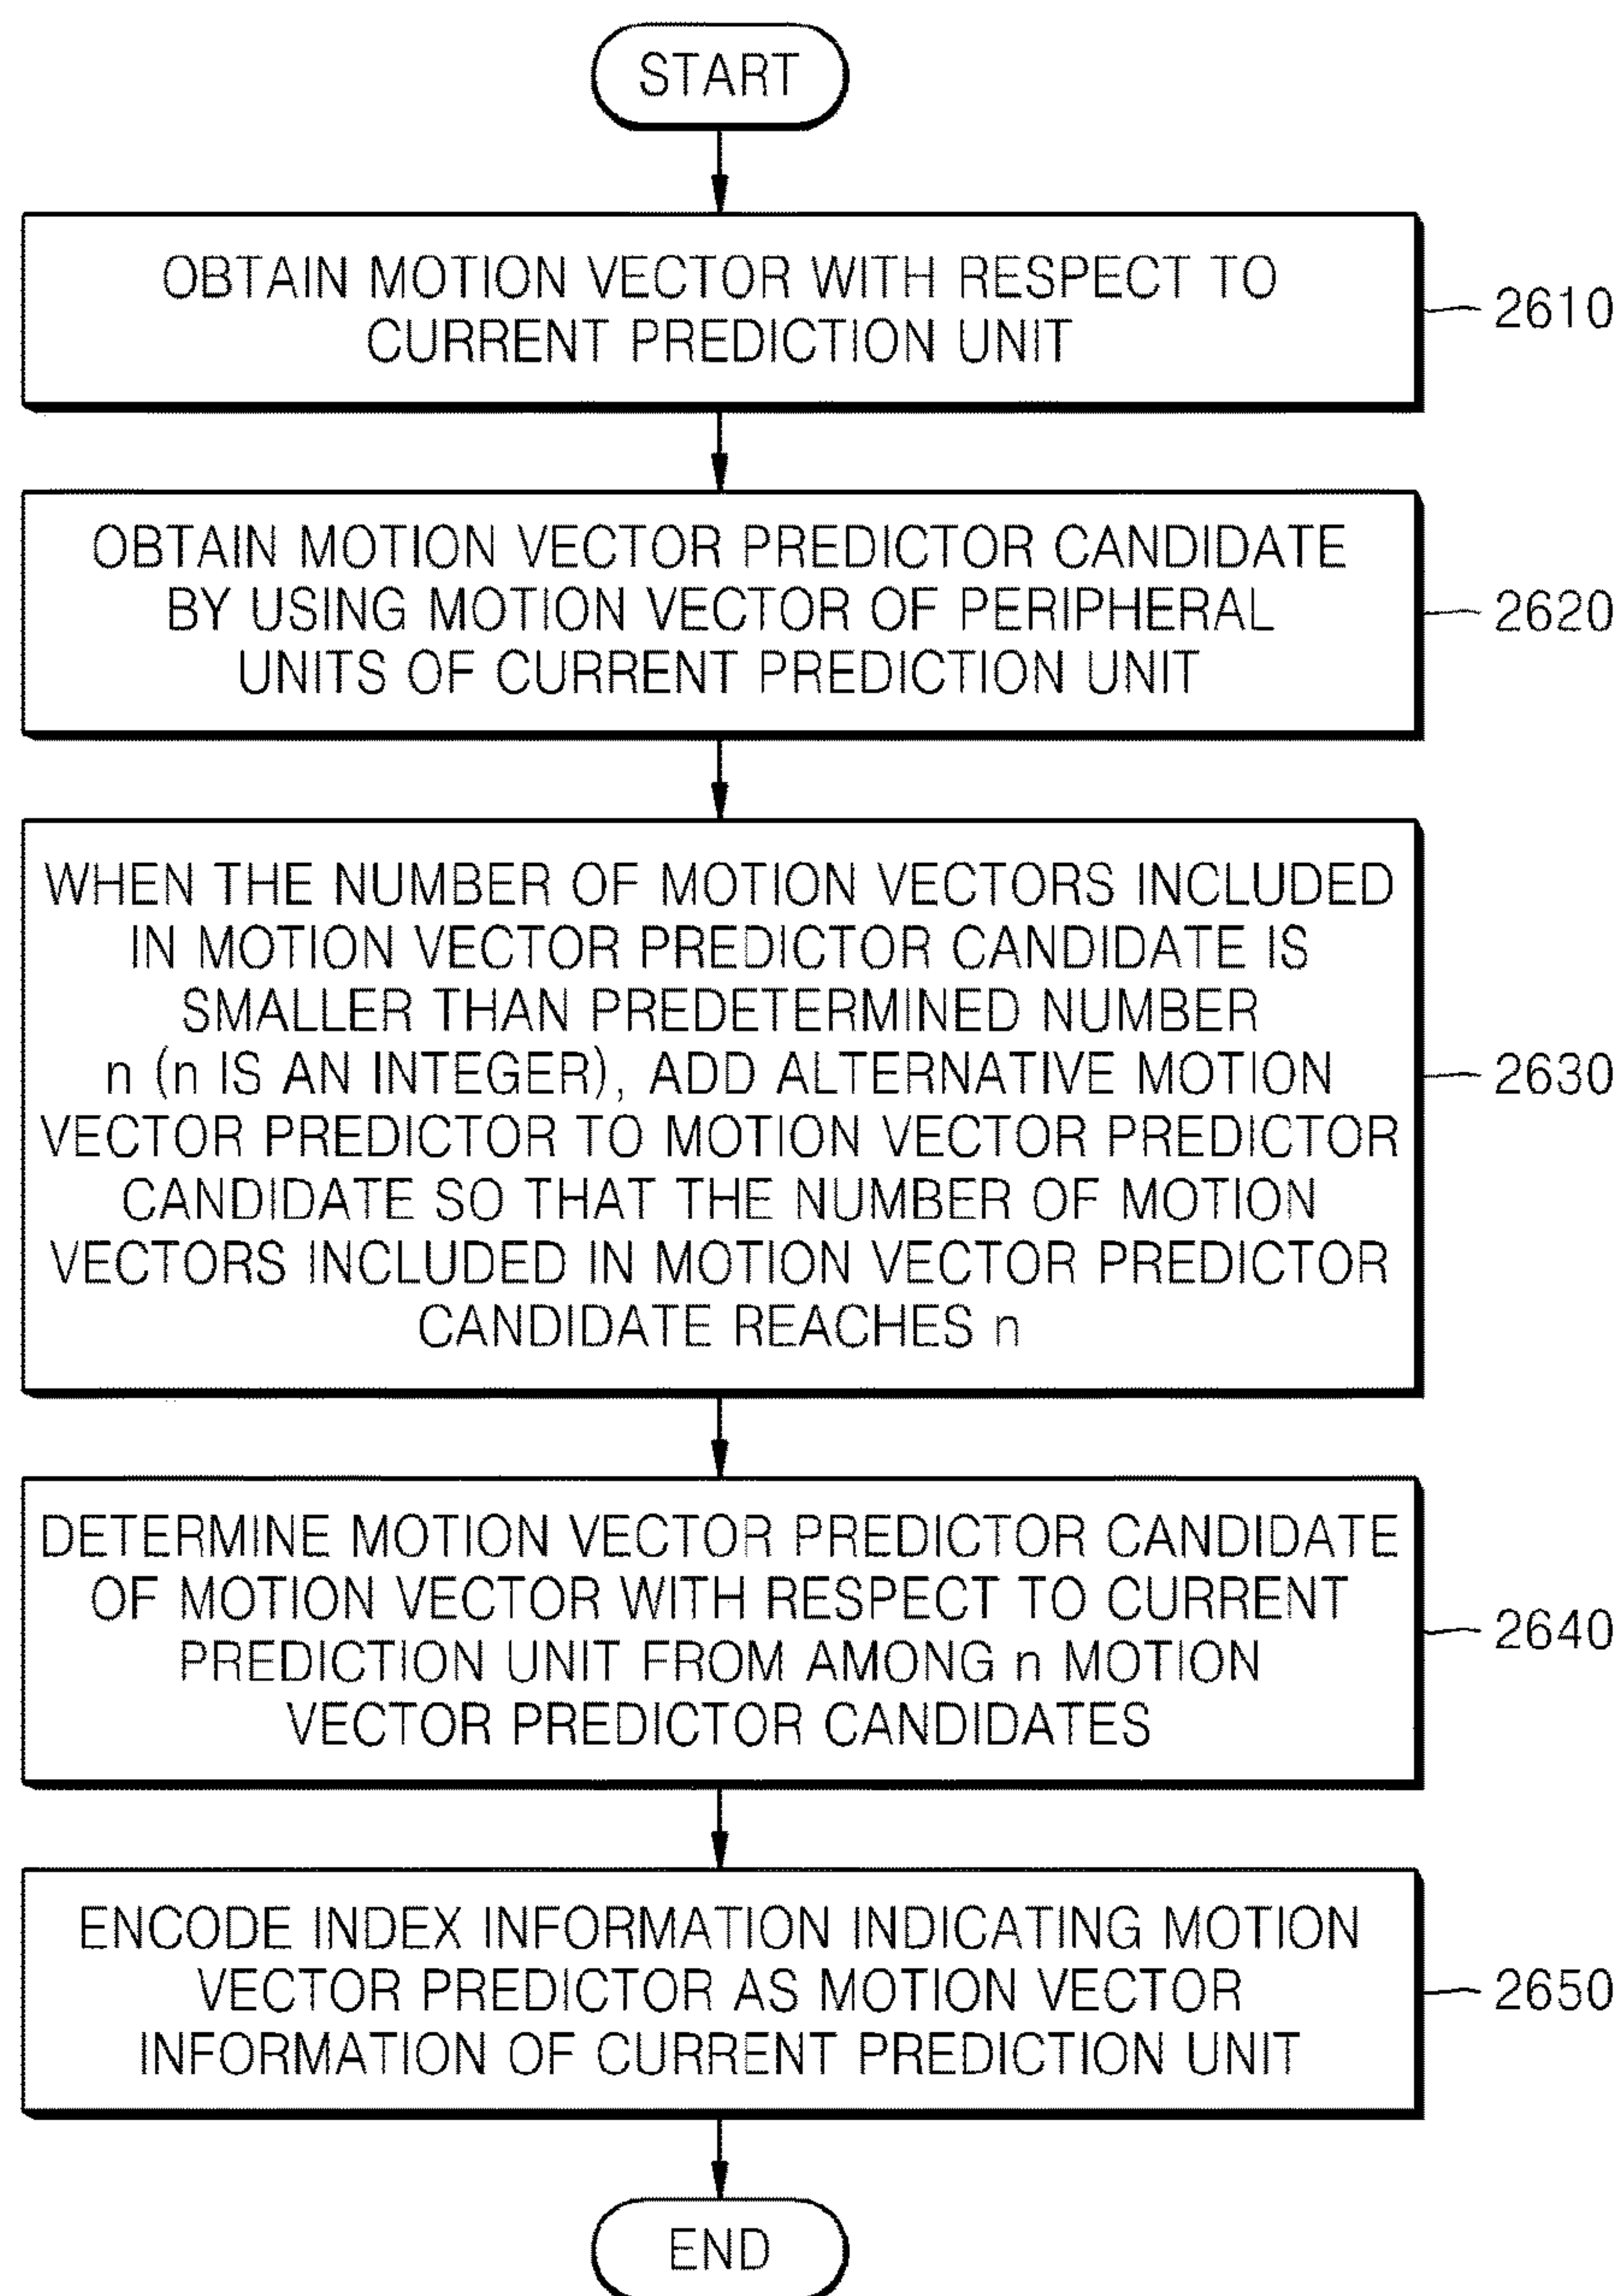 START
OBTAIN MOTION VECTOR WITH RESPECT TO
CURRENT PREDICTION UNIT
2610
OBTAIN MOTION VECTOR PREDICTOR CANDIDATE
BY USING MOTION VECTOR OF PERIPHERAL
UNITS OF CURRENT PREDICTION UNIT
2620
WHEN THE NUMBER OF MOTION VECTORS INCLUDED
IN MOTION VECTOR PREDICTOR CANDIDATE IS
SMALLER THAN PREDETERMINED NUMBER
n (n IS AN INTEGER), ADD ALTERNATIVE MOTION
VECTOR PREDICTOR TO MOTION VECTOR PREDICTOR
CANDIDATE SO THAT THE NUMBER OF MOTION
VECTORS INCLUDED IN MOTION VECTOR PREDICTOR
CANDIDATE REACHES n
2630
DETERMINE MOTION VECTOR PREDICTOR CANDIDATE
OF MOTION VECTOR WITH RESPECT TO CURRENT
PREDICTION UNIT FROM AMONG n MOTION
VECTOR PREDICTOR CANDIDATES
2640
ENCODE INDEX INFORMATION INDICATING MOTION
VECTOR PREDICTOR AS MOTION VECTOR
INFORMATION OF CURRENT PREDICTION UNIT
2650
END